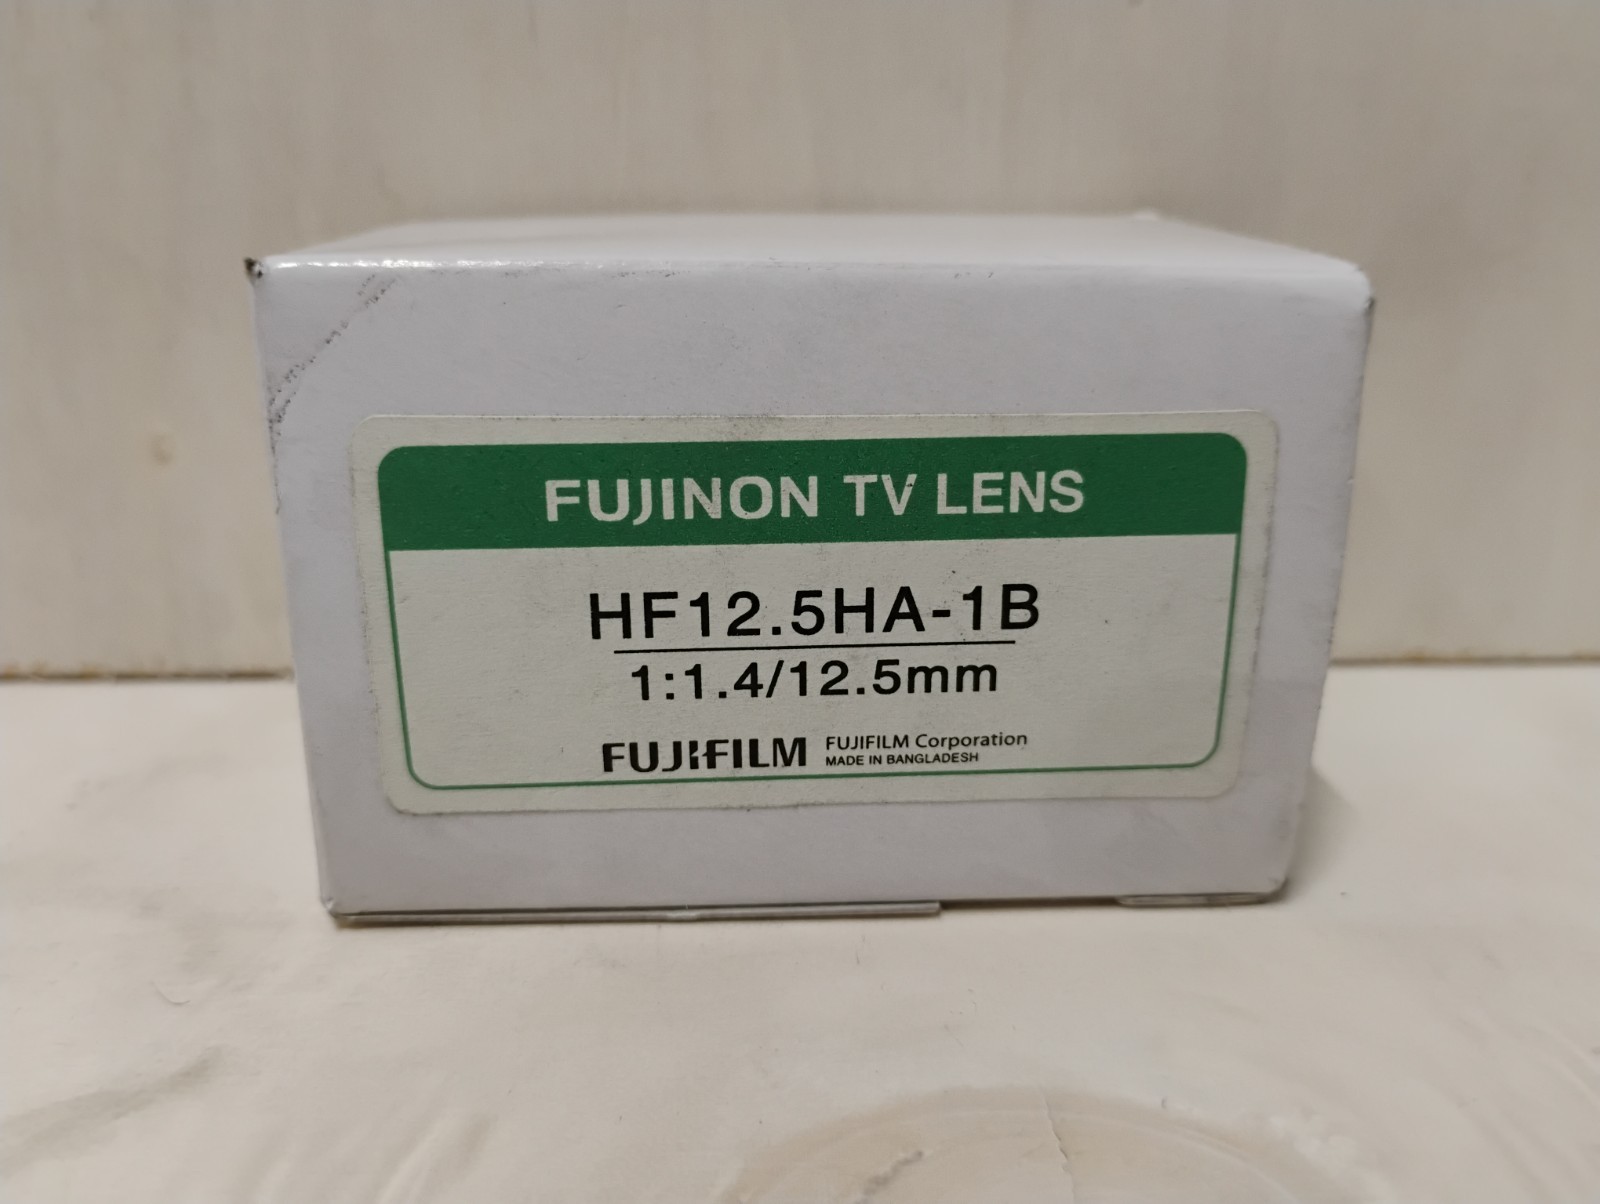 FUJINON TV LENS
HF12.5HA-1B
1:1.4/12.5mm
FUJIFILM FUJIFILM Corporation
MADE IN BANGLADESH